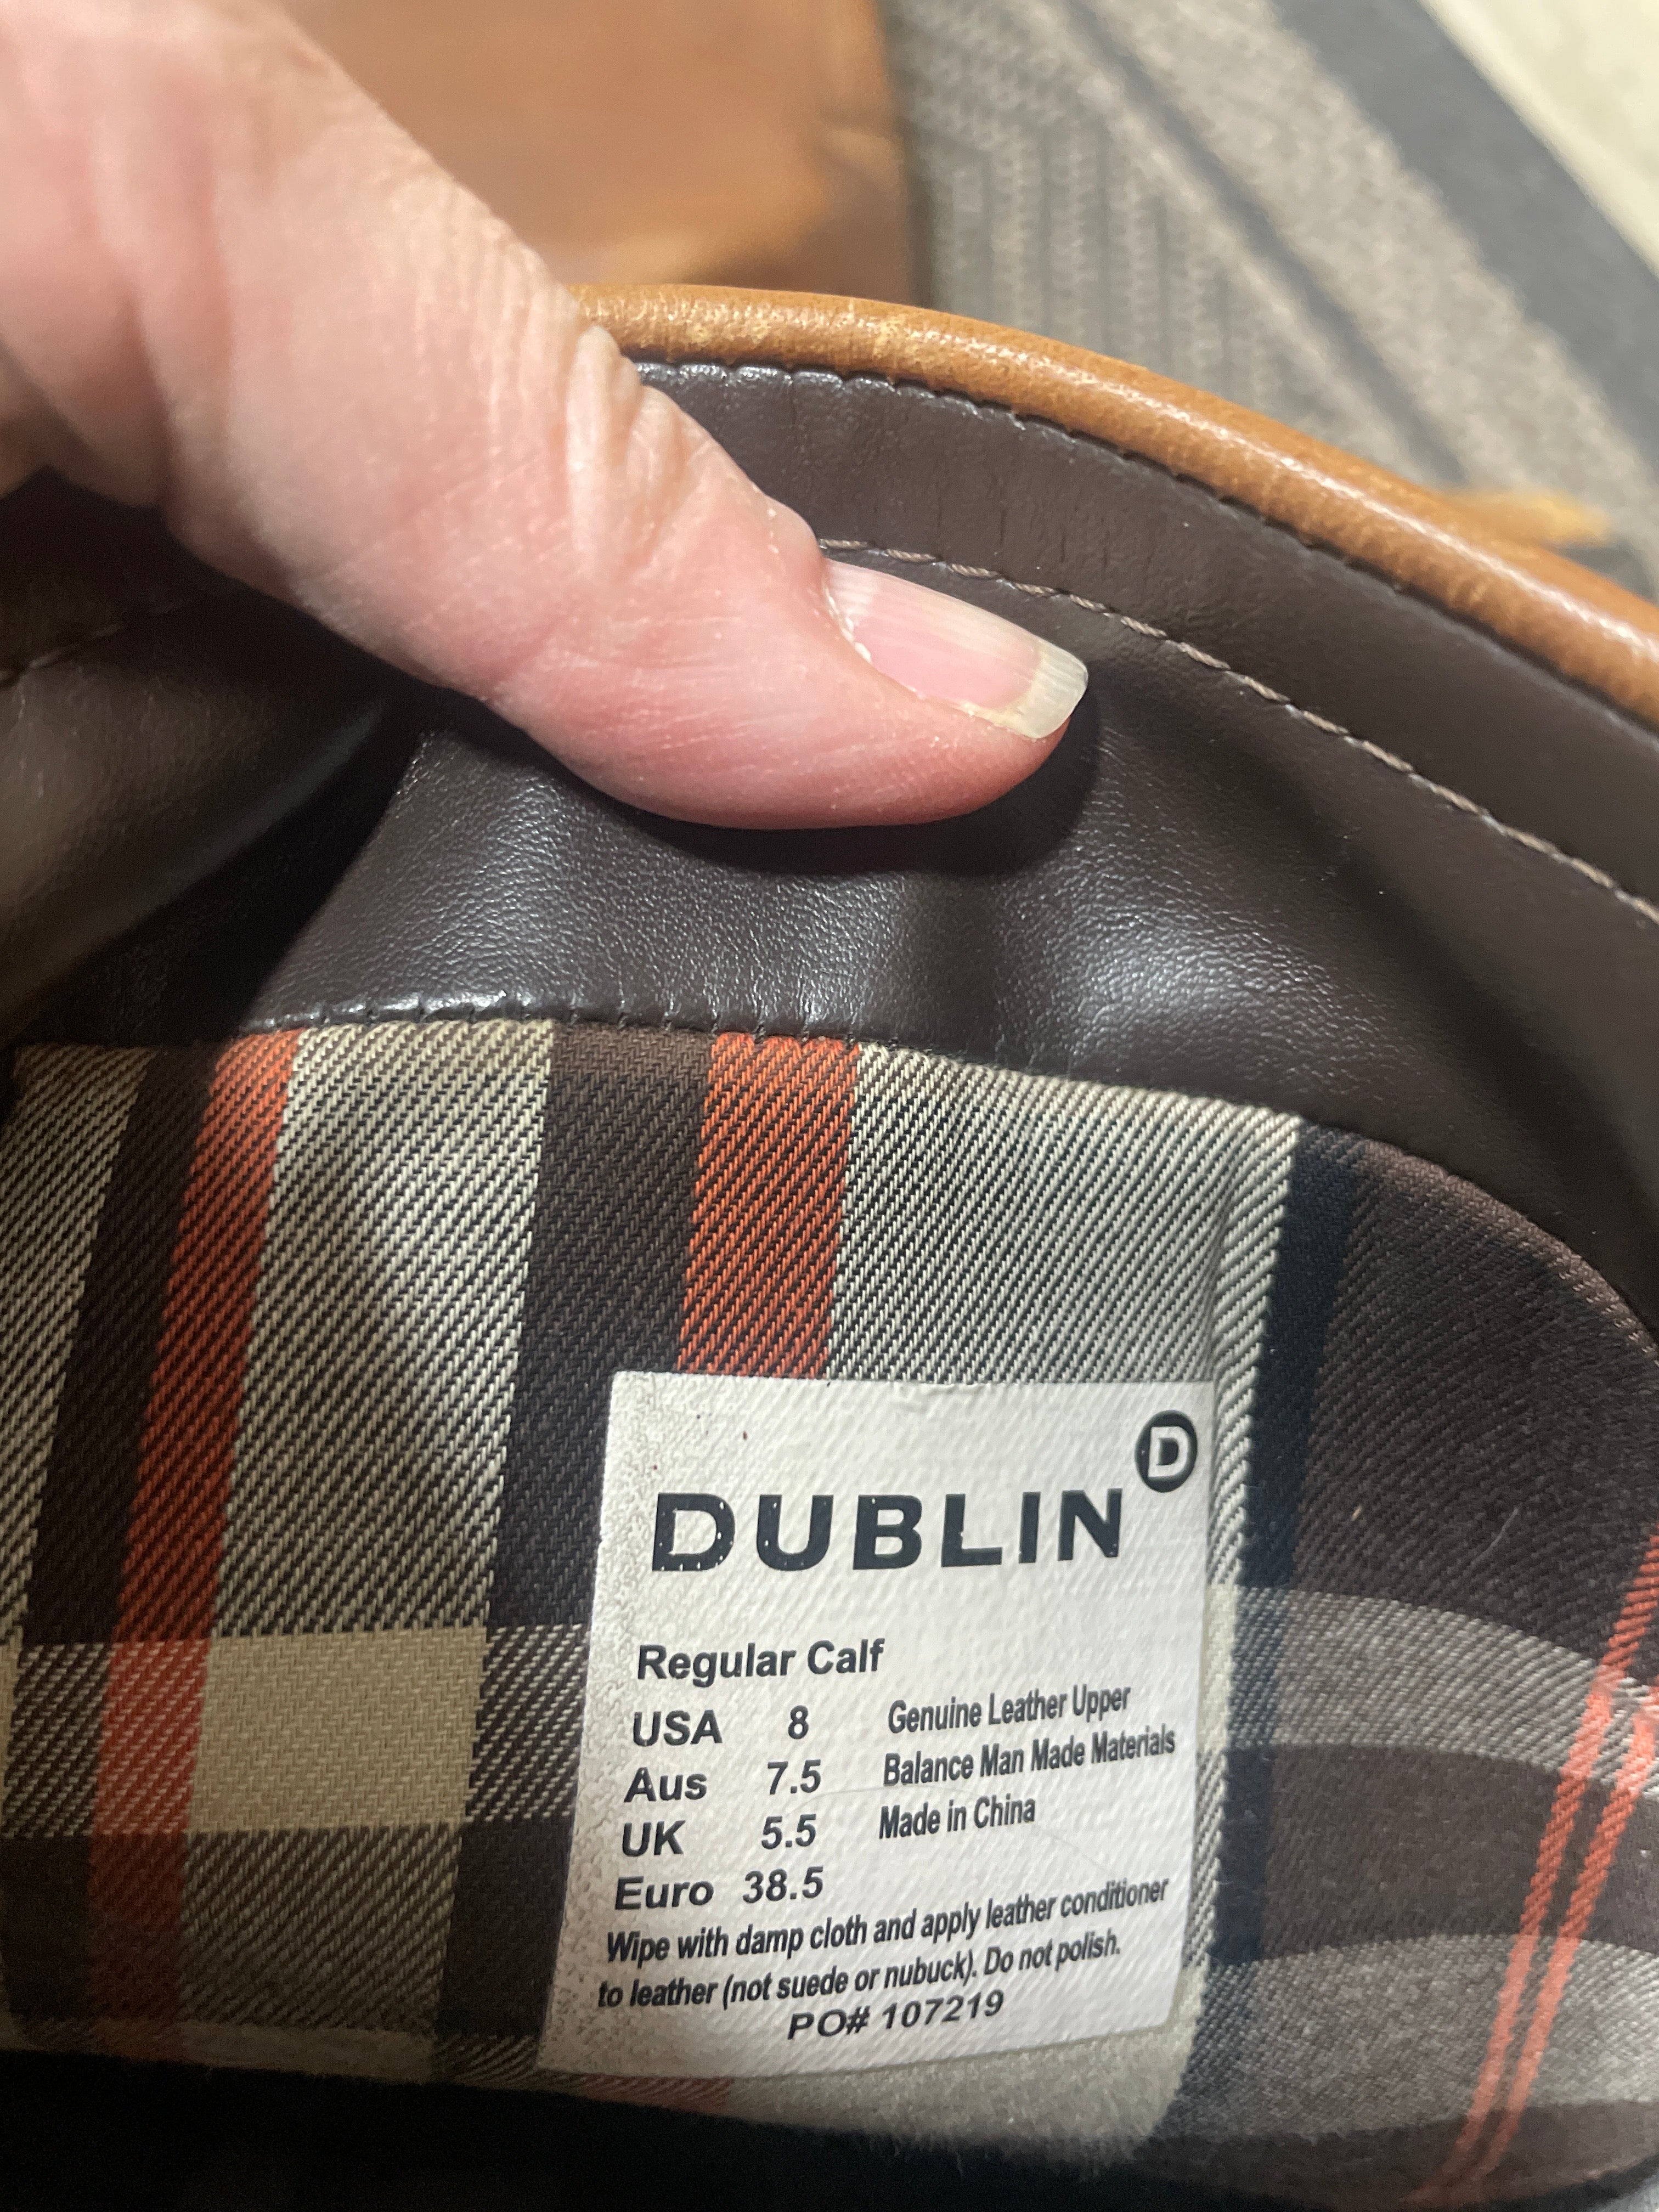 DUBLIN D
Regular Calf
USA 8 Genuine Leather Upper
Aus 7.5 Balance Man Made Materials
UK 5.5 Made in China
Euro 38.5
Wipe with damp cloth and apply leather conditioner
to leather (not suede or nubuck). Do not polish.
PO# 107219